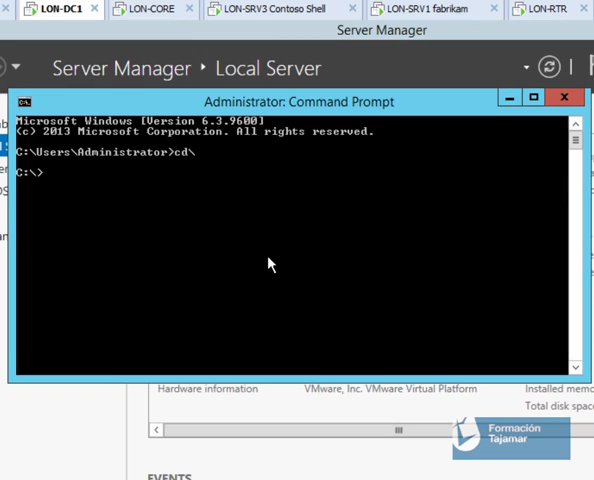 LON-DC1
LON-CORE
LON-SRV3 Contoso Shell
LON-SRV1 fabrikam
LON-RTR
Server Manager
Server Manager ‣ Local Server
Administrator: Command Prompt
Microsoft Windows [Version 6.3.9600]
(c) 2013 Microsoft Corporation. All rights reserved.
C:\Users\Administrator>cd\
C:\>
Hardware information
VMware, Inc. VMware Virtual Platform
Installed memo
Total disk space
Formación
Tajamar
EVENTS